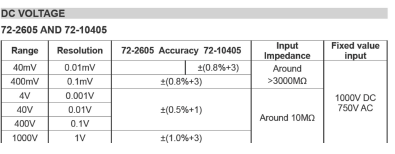 DC VOLTAGE
72-2605 AND 72-10405
Range Resolution 72-2605 Accuracy 72-10405 Input Impedance Fixed value input
40mV 0.01mV ±(0.8%+3) Around >3000MΩ 1000V DC 750V AC
400mV 0.1mV ±(0.8%+3)
4V 0.001V ±(0.5%+1) Around 10MΩ
40V 0.01V
400V 0.1V
1000V 1V ±(1.0%+3)